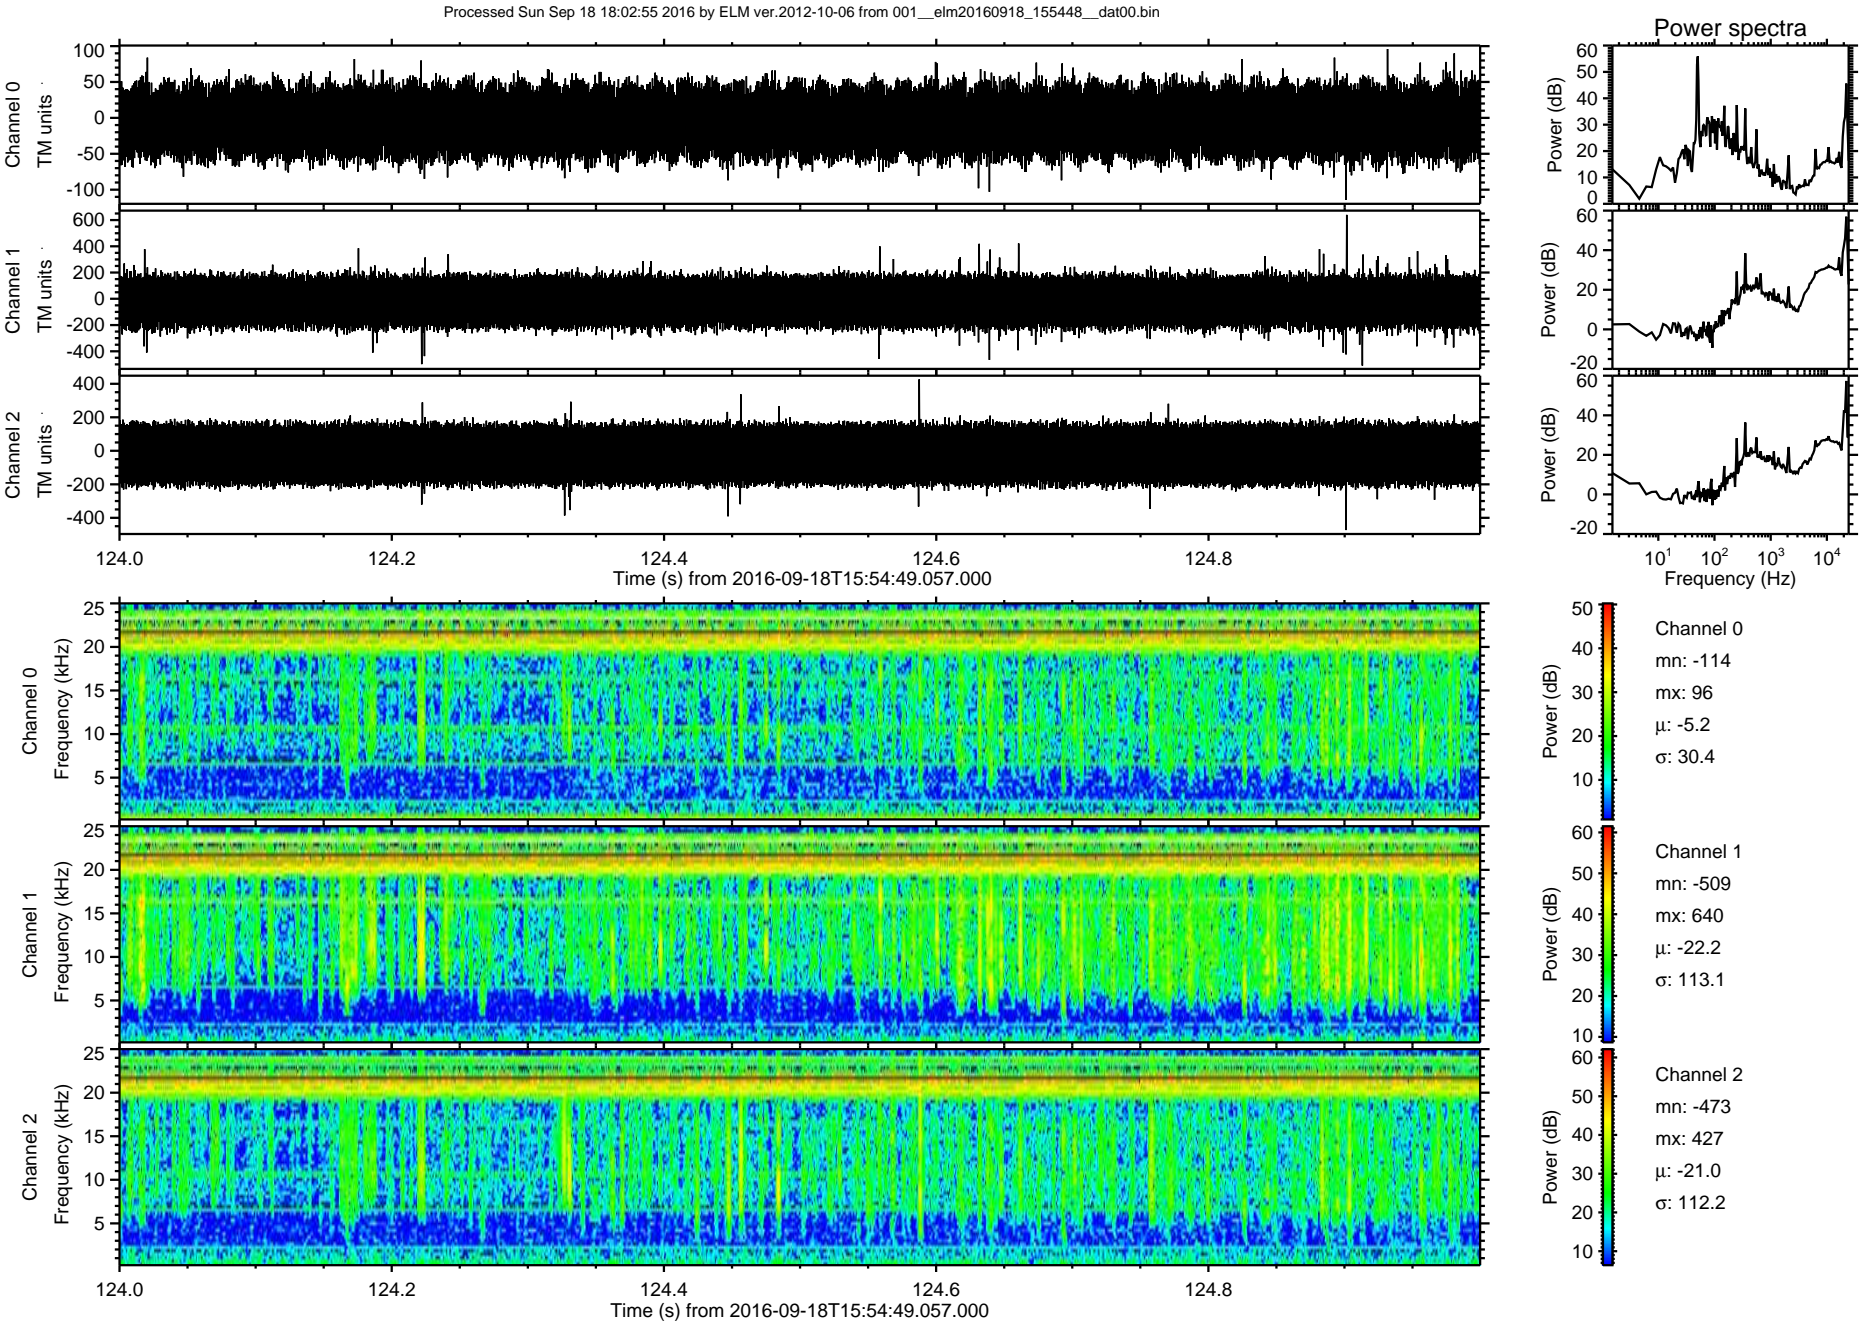 Processed Sun Sep 18 18:02:55 2016 by ELM ver.2012-10-06 from 001__elm20160918_155448__dat00.bin
Power spectra
Channel 0
TM units
100
50
0
-50
-100
Power (dB)
60
50
40
30
20
10
0
Channel 1
TM units
600
400
200
0
-200
-400
Power (dB)
60
40
20
0
-20
Channel 2
TM units
400
200
0
-200
-400
Power (dB)
60
40
20
0
-20
124.0 124.2 124.4 124.6 124.8
Time (s) from 2016-09-18T15:54:49.057.000
10¹ 10² 10³ 10⁴
Frequency (Hz)
Channel 0
Frequency (kHz)
25
20
15
10
5
Power (dB)
50
40
30
20
10
Channel 0
mn: -114
mx: 96
μ: -5.2
σ: 30.4
Channel 1
Frequency (kHz)
25
20
15
10
5
Power (dB)
60
50
40
30
20
10
Channel 1
mn: -509
mx: 640
μ: -22.2
σ: 113.1
Channel 2
Frequency (kHz)
25
20
15
10
5
Power (dB)
60
50
40
30
20
10
Channel 2
mn: -473
mx: 427
μ: -21.0
σ: 112.2
124.0 124.2 124.4 124.6 124.8
Time (s) from 2016-09-18T15:54:49.057.000